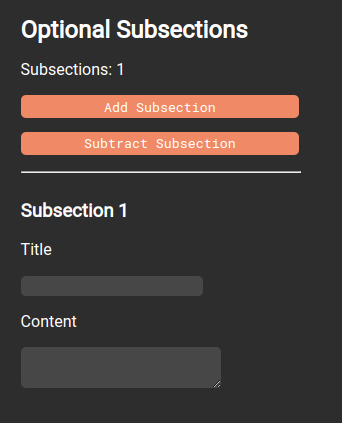 Optional Subsections
Subsections: 1
Add Subsection
Subtract Subsection
Subsection 1
Title
Content